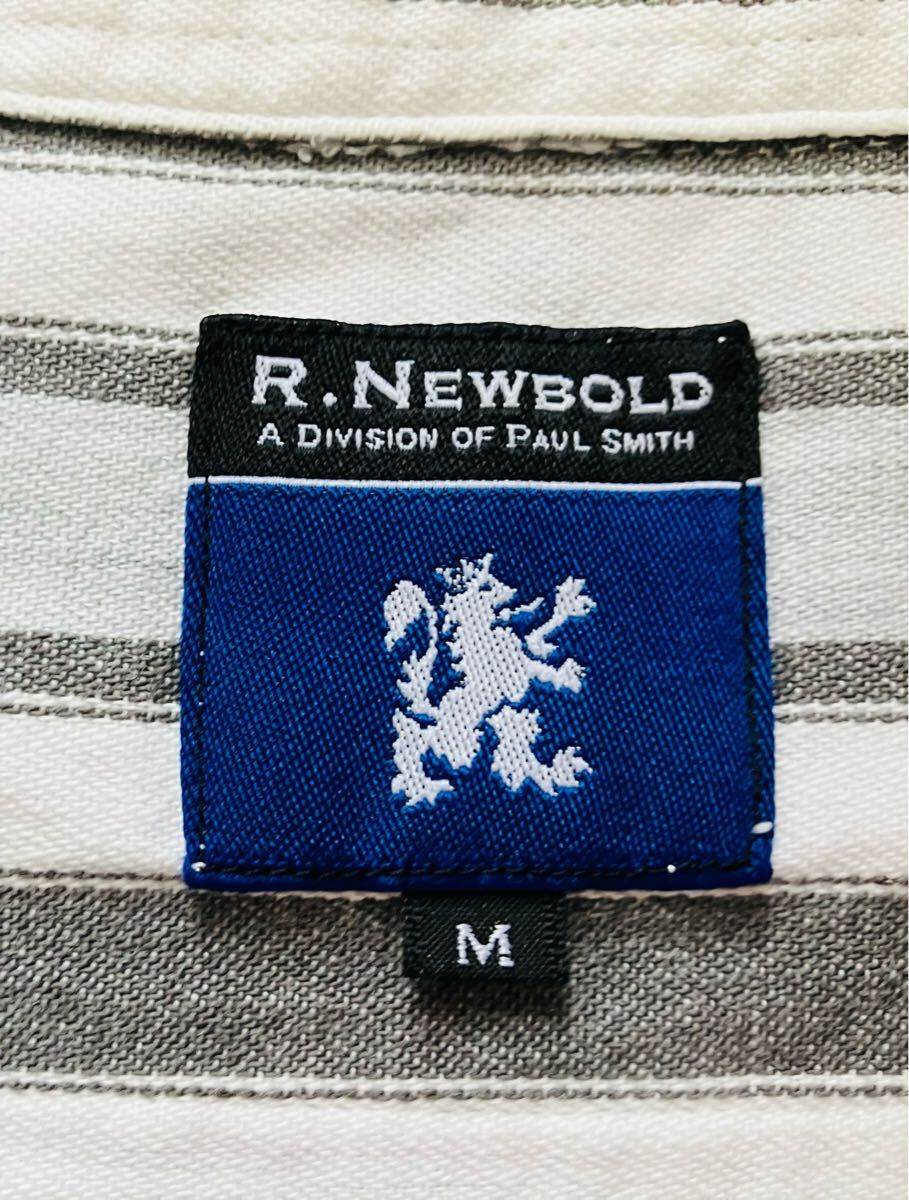 R. NEWBOLD
A DIVISION OF PAUL SMITH
M